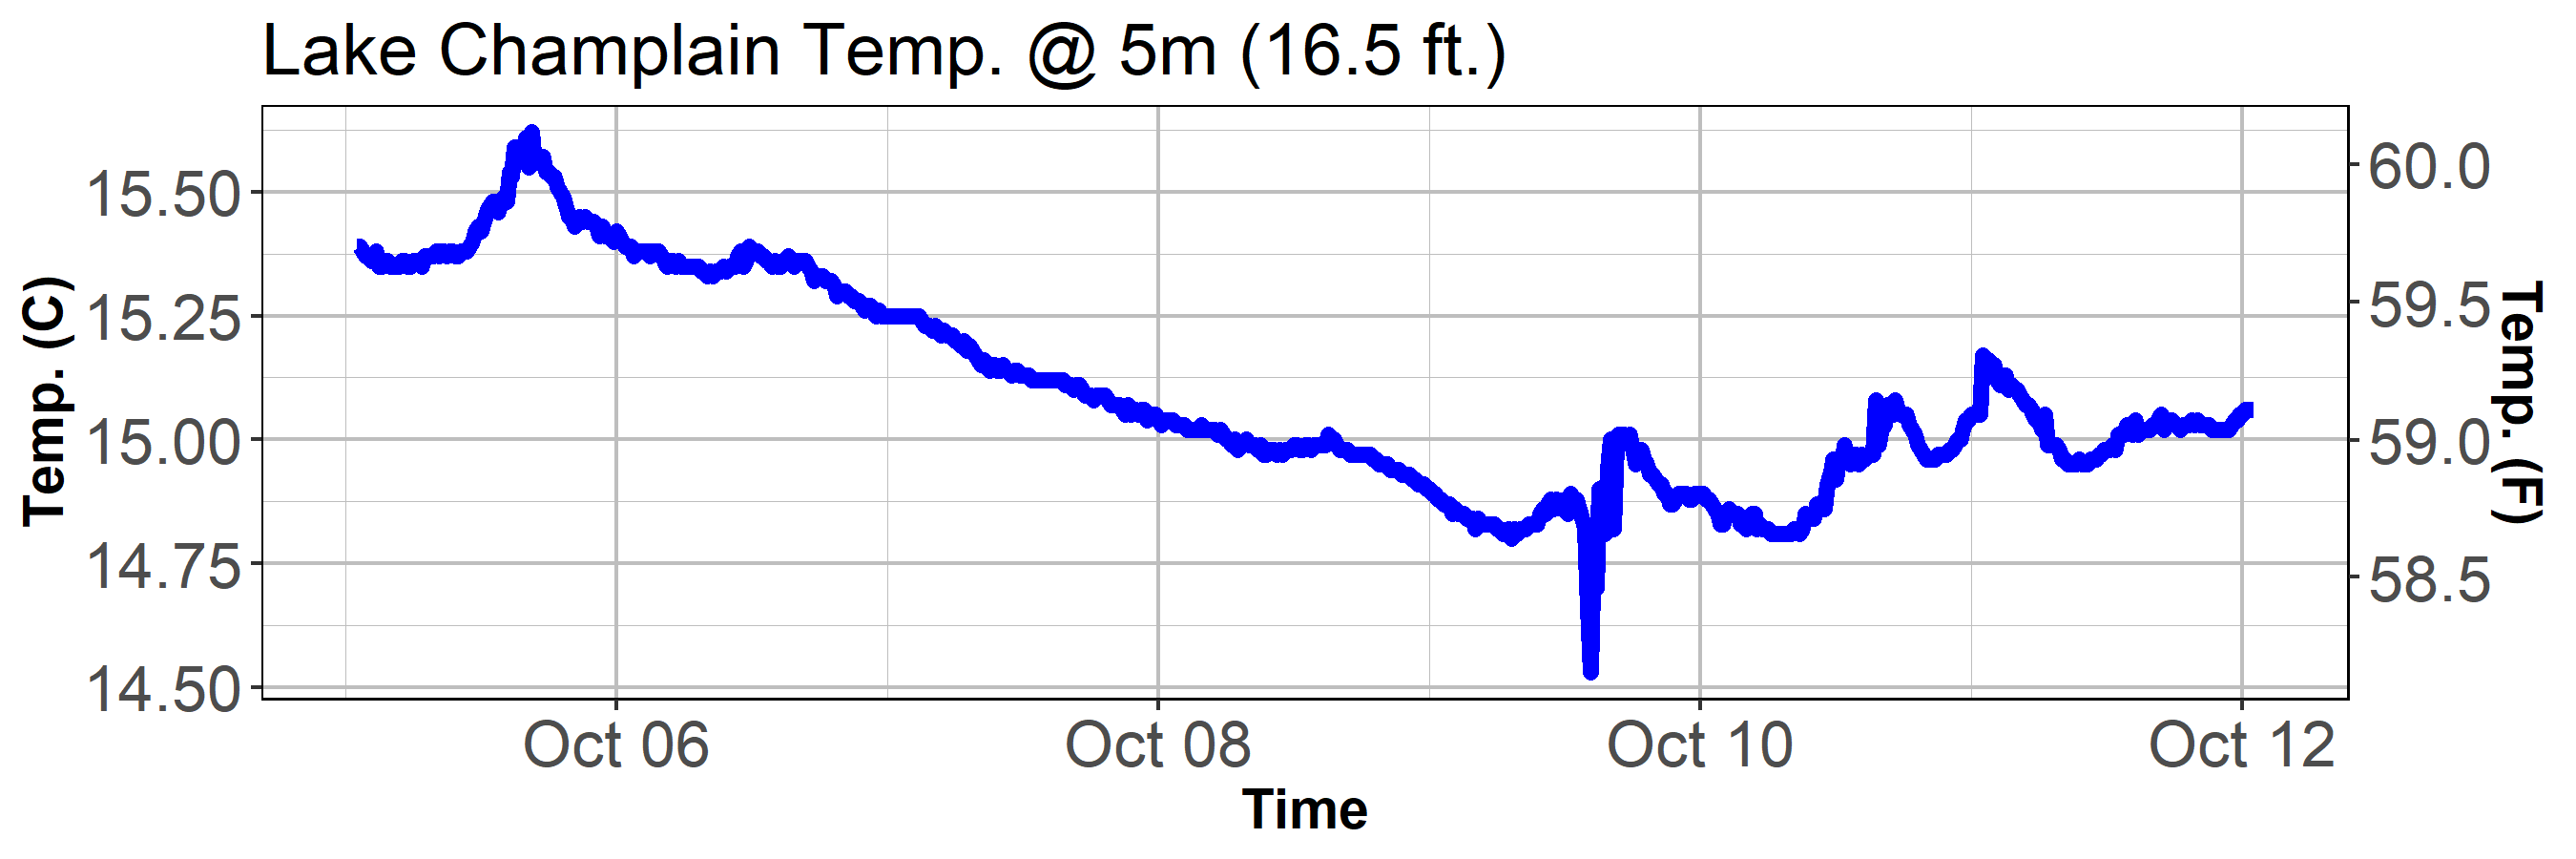 Lake Champlain Temp. @ 5m (16.5 ft.)
Temp. (C)
15.50
15.25
15.00
14.75
14.50
60.0
59.5
59.0
58.5
Temp. (F)
Oct 06
Oct 08
Oct 10
Oct 12
Time